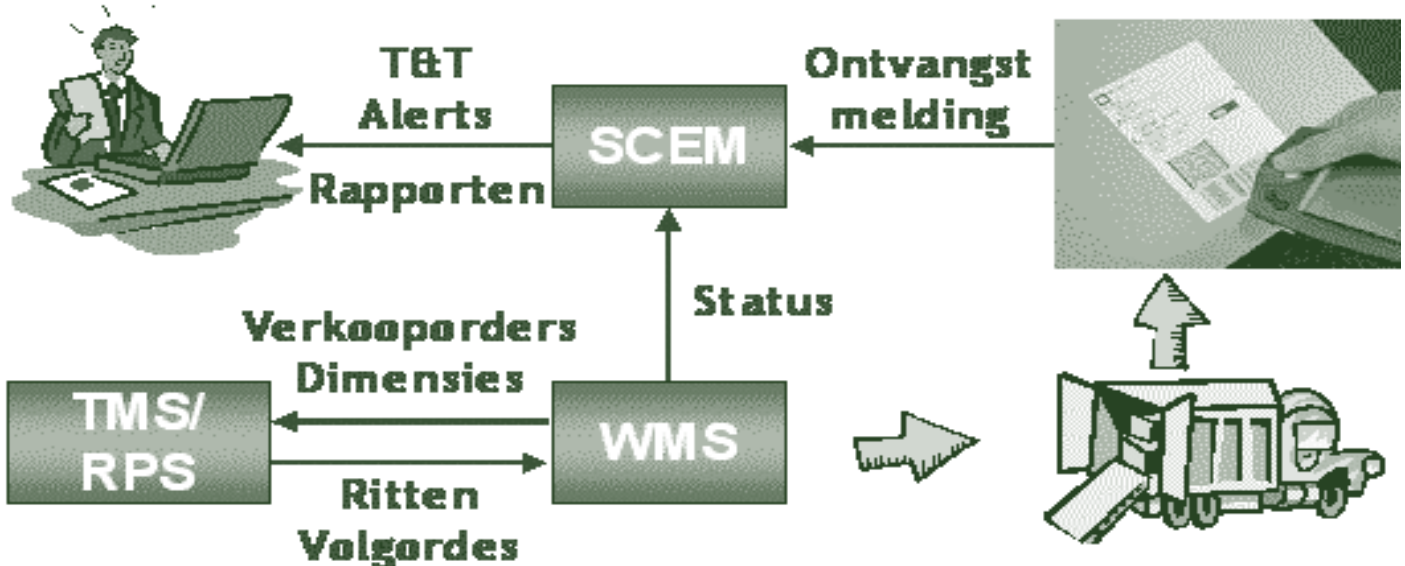 T&T
Alerts
Rapporten
SCEM
Ontvangst
melding
Status
Verkooporders
Dimensies
TMS/
RPS
WMS
Ritten
Volgordes